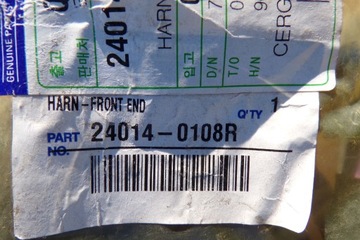 GENUINE PARTS
출고
판매처
2401
HARN
입고
D/N
T/O
H/N
CERG
HARN-FRONT END
Q'TY 1
PART NO. 24014-0108R